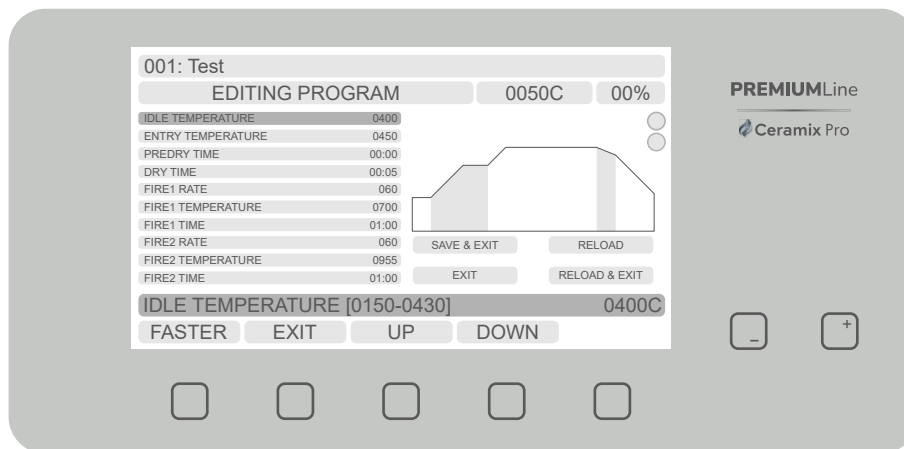 001: Test
EDITING PROGRAM 0050C 00%
IDLE TEMPERATURE 0400
ENTRY TEMPERATURE 0450
PREDRY TIME 00:00
DRY TIME 00:05
FIRE1 RATE 060
FIRE1 TEMPERATURE 0700
FIRE1 TIME 01:00
FIRE2 RATE 060
FIRE2 TEMPERATURE 0955
FIRE2 TIME 01:00
SAVE & EXIT RELOAD
EXIT RELOAD & EXIT
IDLE TEMPERATURE [0150-0430] 0400C
FASTER EXIT UP DOWN
PREMIUMLine
Ceramix Pro
- +